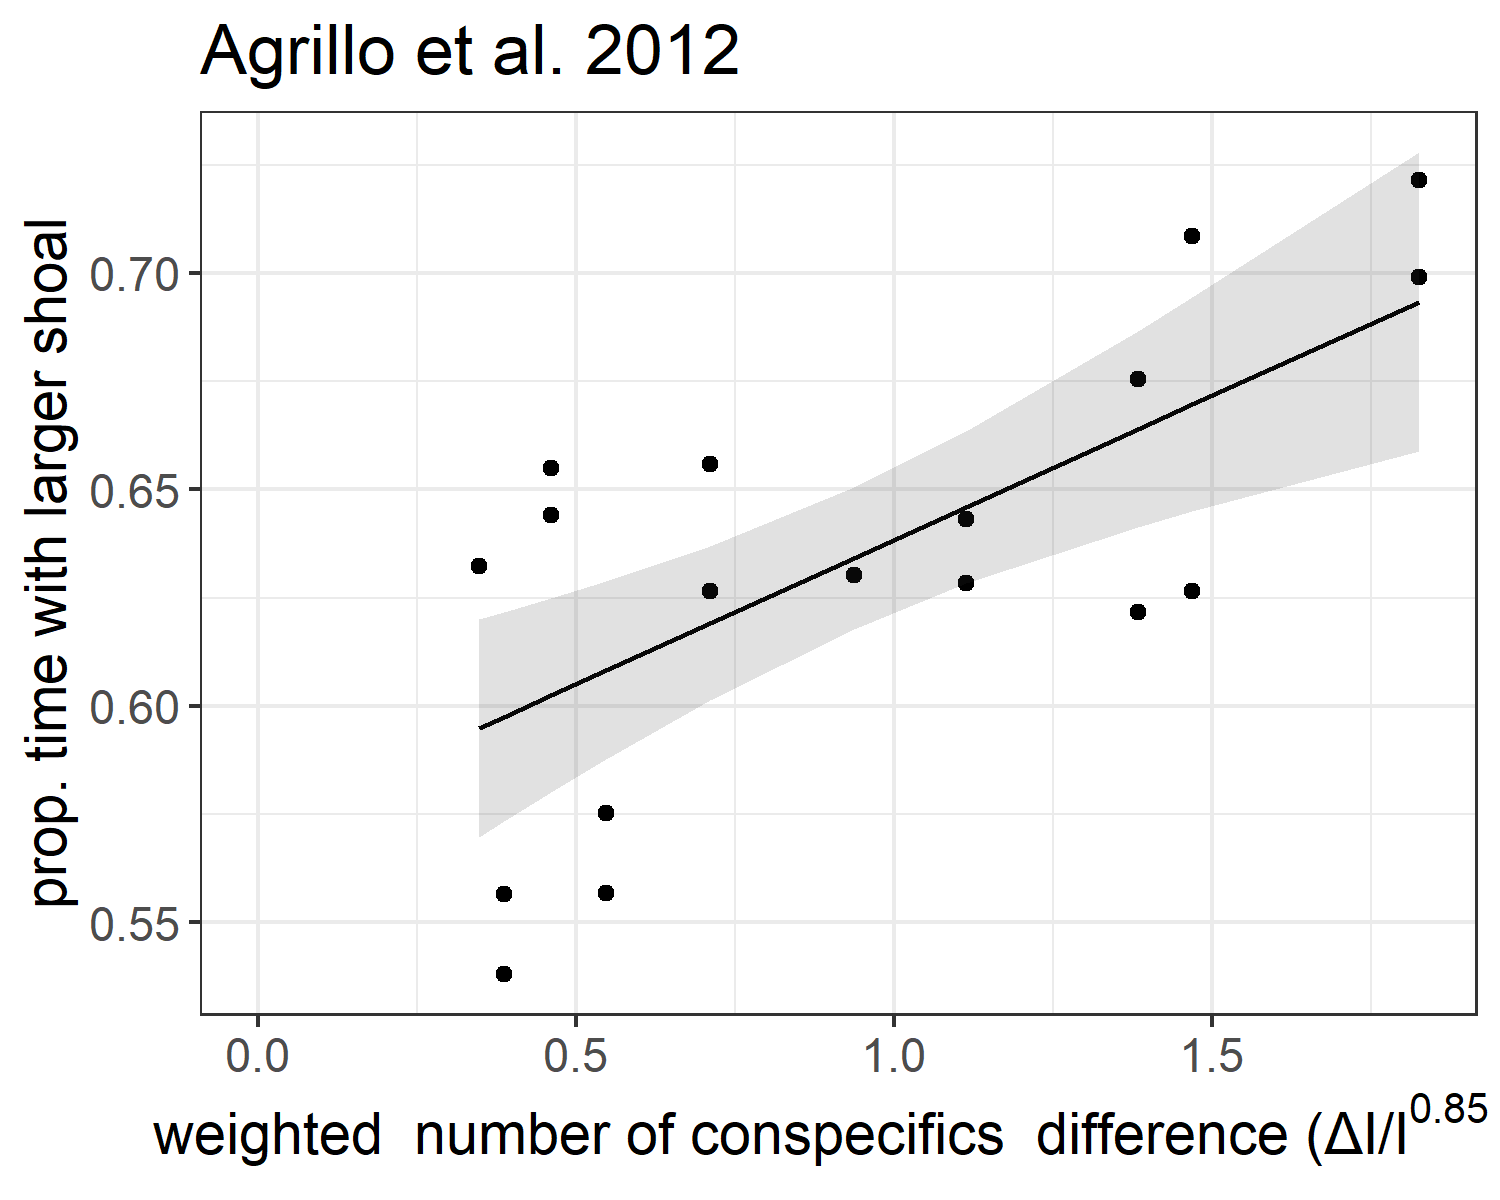 Agrillo et al. 2012
prop. time with larger shoal
0.70
0.65
0.60
0.55
0.0 0.5 1.0 1.5
weighted  number of conspecifics  difference (ΔI/I^0.85